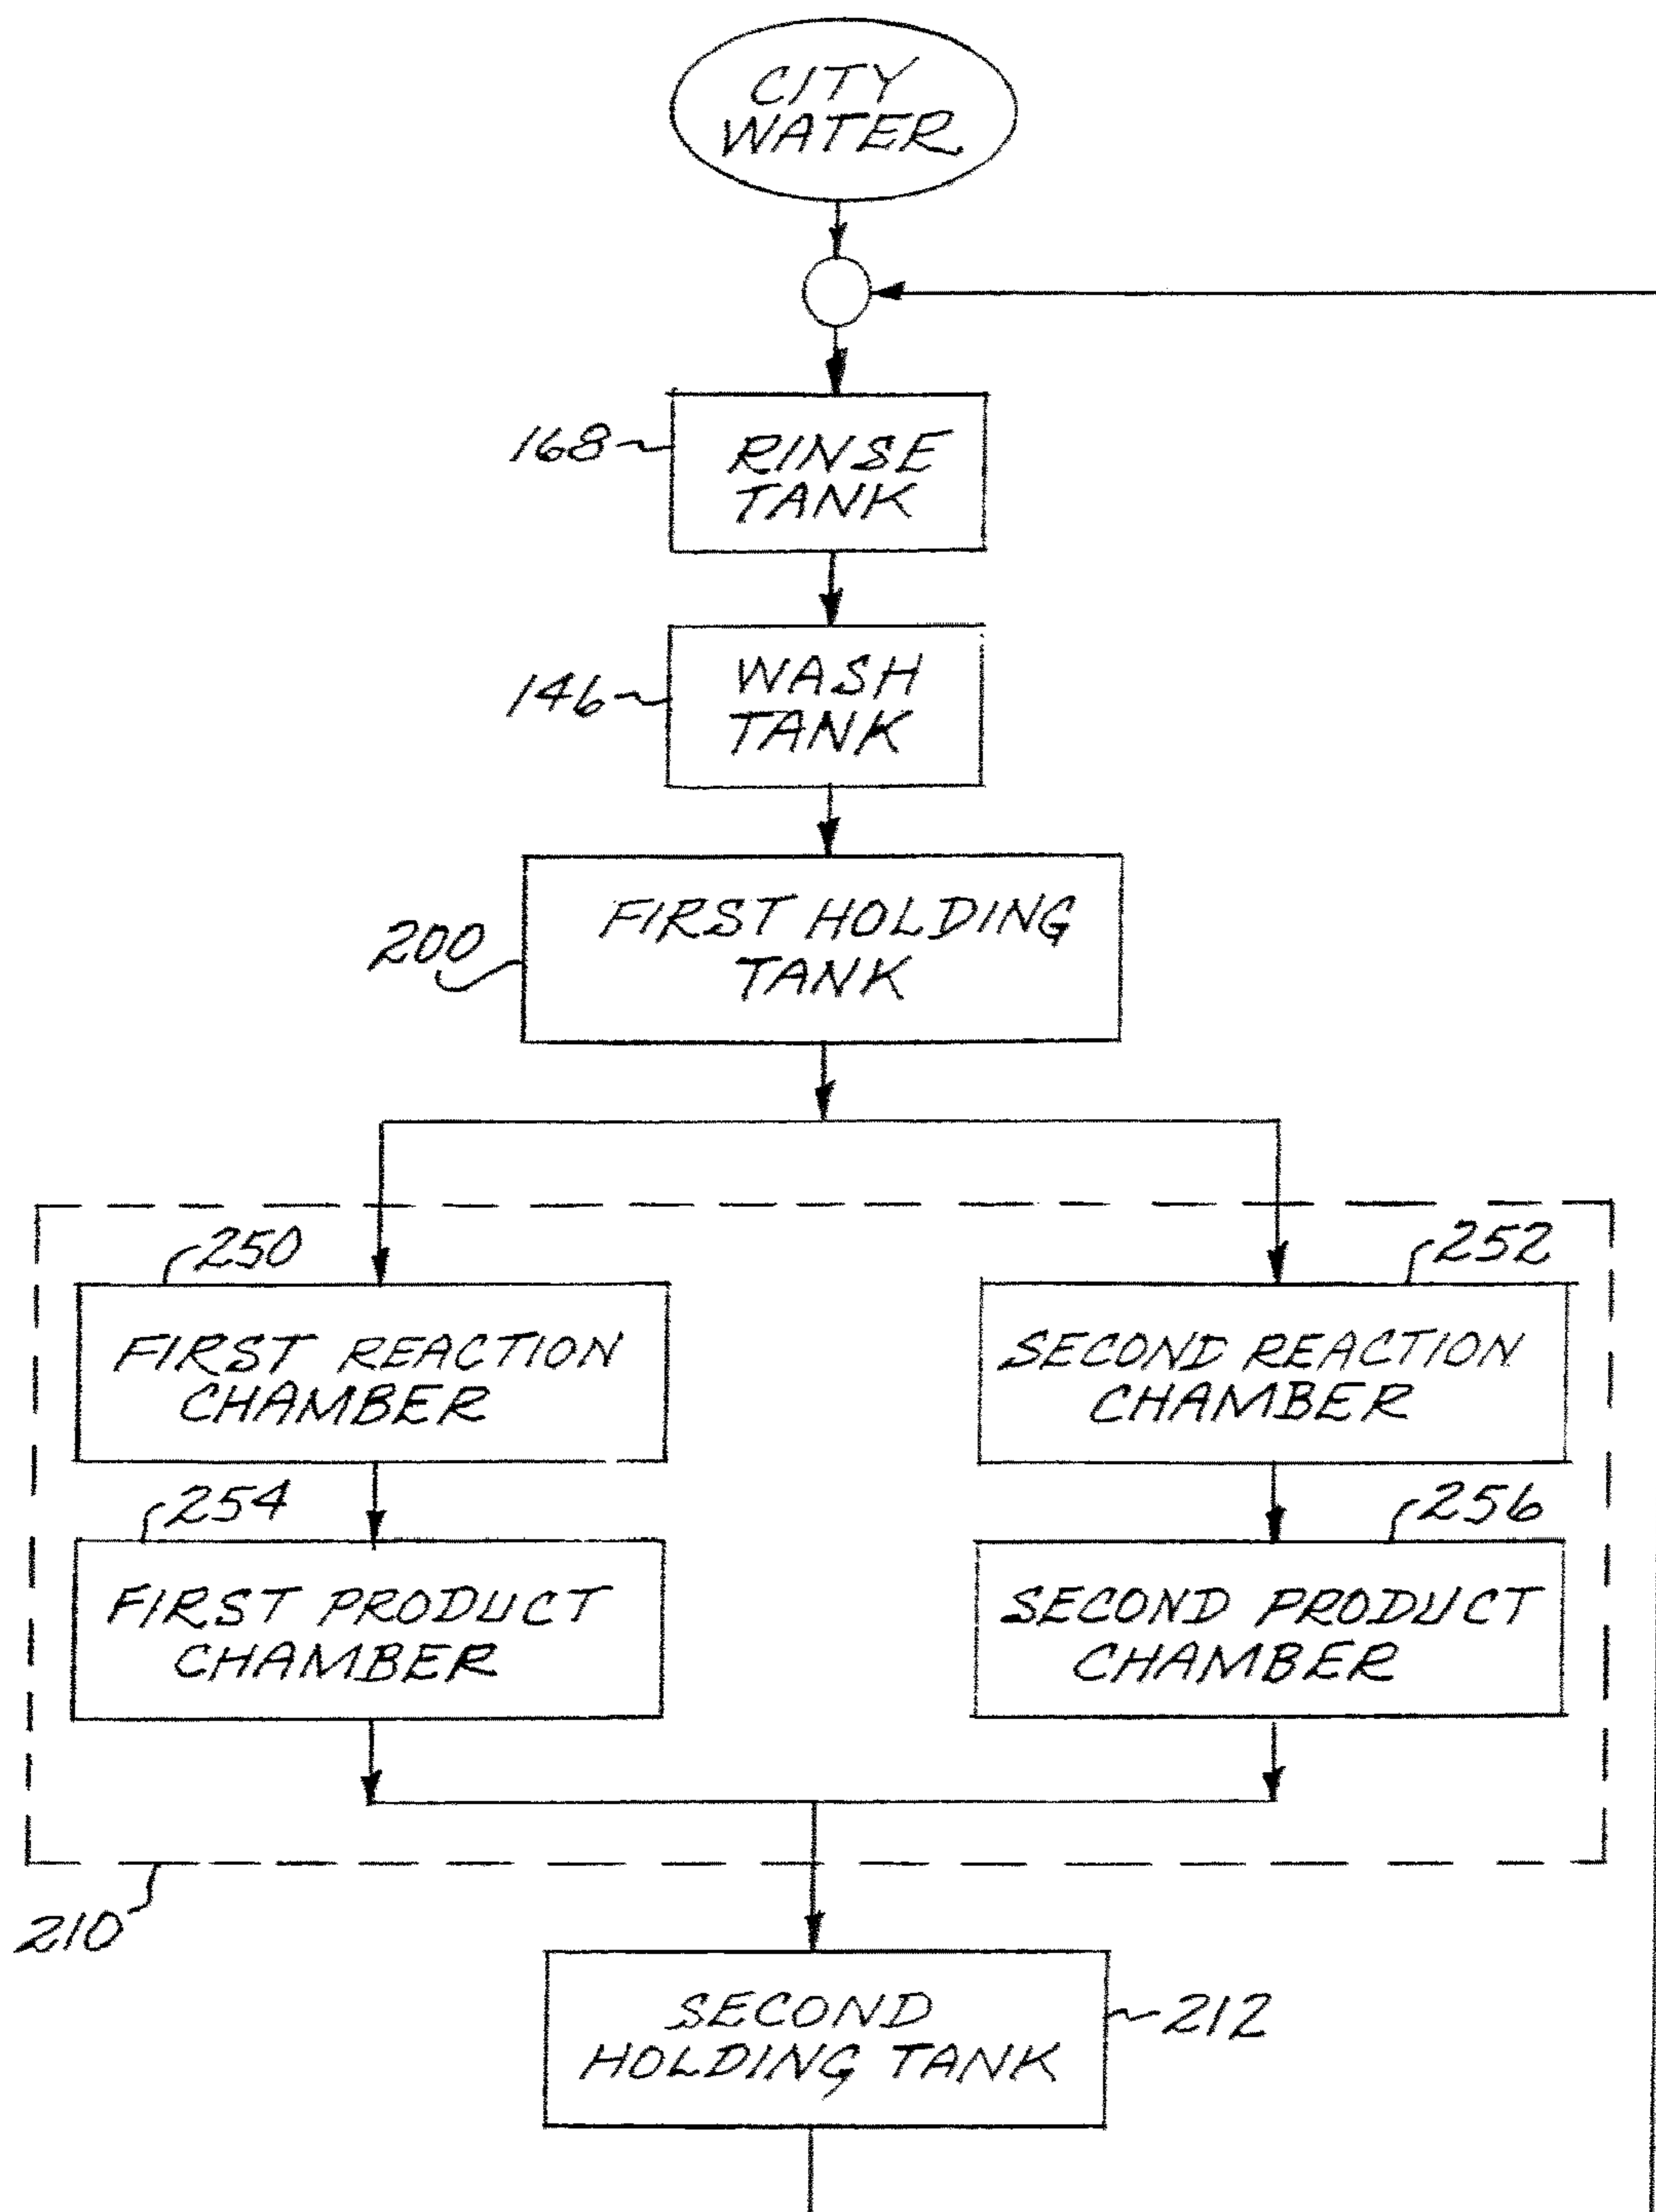 CITY
WATER
168
RINSE
TANK
146
WASH
TANK
200
FIRST HOLDING
TANK
250
252
FIRST REACTION
CHAMBER
SECOND REACTION
CHAMBER
254
256
FIRST PRODUCT
CHAMBER
SECOND PRODUCT
CHAMBER
210
SECOND
HOLDING TANK
212